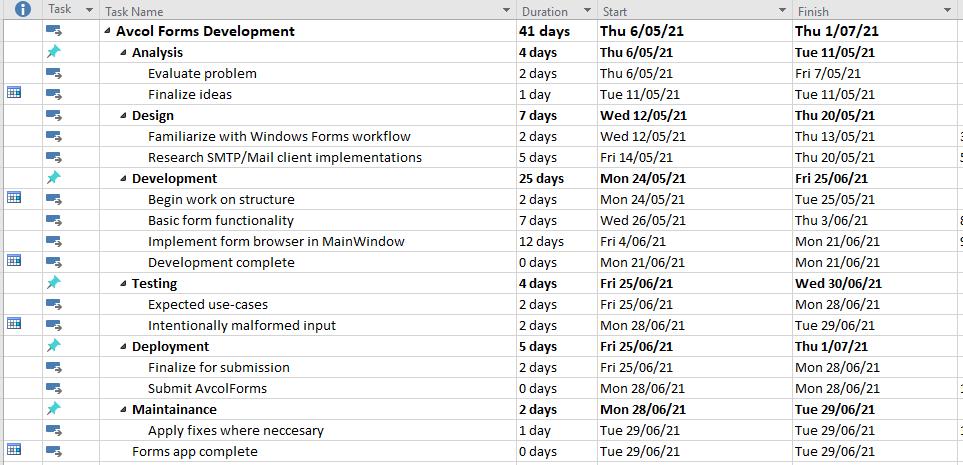 Task Task Name Duration Start Finish
Avcol Forms Development 41 days Thu 6/05/21 Thu 1/07/21
Analysis 4 days Thu 6/05/21 Tue 11/05/21
Evaluate problem 2 days Thu 6/05/21 Fri 7/05/21
Finalize ideas 1 day Tue 11/05/21 Tue 11/05/21
Design 7 days Wed 12/05/21 Thu 20/05/21
Familiarize with Windows Forms workflow 2 days Wed 12/05/21 Thu 13/05/21 3
Research SMTP/Mail client implementations 5 days Fri 14/05/21 Thu 20/05/21
Development 25 days Mon 24/05/21 Fri 25/06/21
Begin work on structure 2 days Mon 24/05/21 Tue 25/05/21
Basic form functionality 7 days Wed 26/05/21 Thu 3/06/21
Implement form browser in MainWindow 12 days Fri 4/06/21 Mon 21/06/21
Development complete 0 days Mon 21/06/21 Mon 21/06/21
Testing 4 days Fri 25/06/21 Wed 30/06/21
Expected use-cases 2 days Fri 25/06/21 Mon 28/06/21
Intentionally malformed input 2 days Mon 28/06/21 Tue 29/06/21
Deployment 5 days Fri 25/06/21 Thu 1/07/21
Finalize for submission 2 days Fri 25/06/21 Mon 28/06/21
Submit AvcolForms 0 days Mon 28/06/21 Mon 28/06/21 1
Maintainance 2 days Mon 28/06/21 Tue 29/06/21
Apply fixes where neccesary 1 day Tue 29/06/21 Tue 29/06/21 1
Forms app complete 0 days Tue 29/06/21 Tue 29/06/21